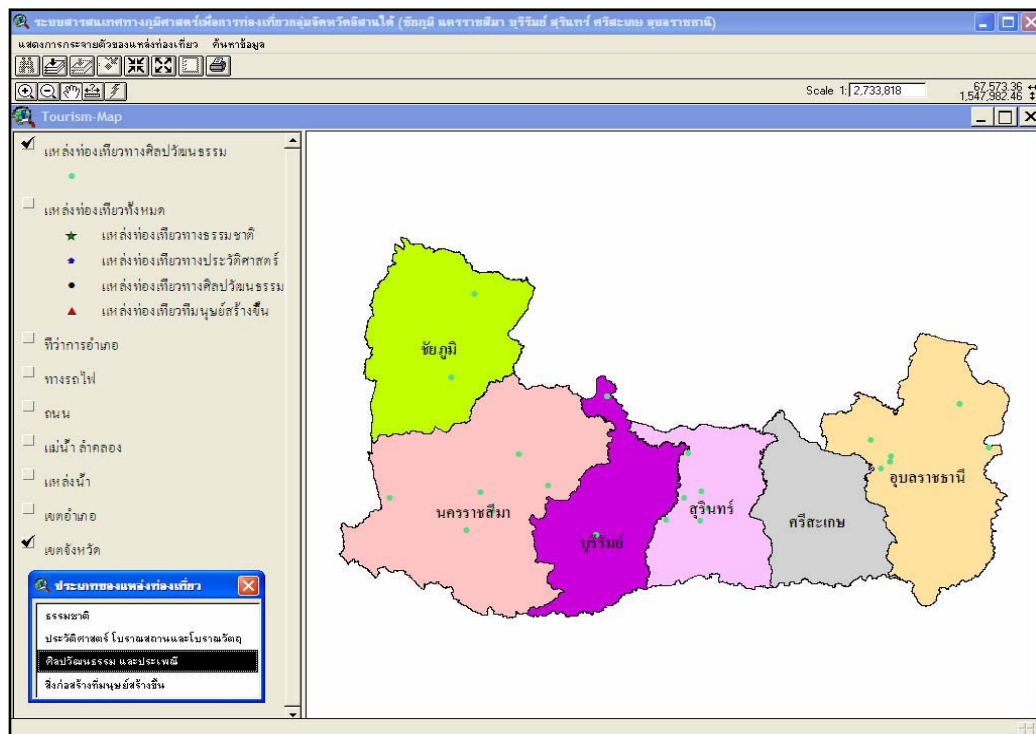 ระบบสารสนเทศทางภูมิศาสตร์เพื่อการท่องเที่ยวกลุ่มจังหวัดอีสานใต้ (ชัยภูมิ นครราชสีมา บุรีรัมย์ สุรินทร์ ศรีสะเกษ อุบลราชธานี)
แสดงการกระจายตัวของแหล่งท่องเที่ยว ค้นหาข้อมูล
Scale 1: 2,733,818
67,573.36
1,547,982.46
Tourism-Map
แหล่งท่องเที่ยวทางศิลปวัฒนธรรม
แหล่งท่องเที่ยวทั้งหมด
แหล่งท่องเที่ยวทางธรรมชาติ
แหล่งท่องเที่ยวทางประวัติศาสตร์
แหล่งท่องเที่ยวทางศิลปวัฒนธรรม
แหล่งท่องเที่ยวที่มนุษย์สร้างขึ้น
ที่ว่าการอำเภอ
ทางรถไฟ
ถนน
แม่น้ำ ลำคลอง
แหล่งน้ำ
เขตอำเภอ
เขตจังหวัด
ประเภทของแหล่งท่องเที่ยว
ธรรมชาติ
ประวัติศาสตร์ โบราณสถานและโบราณวัตถุ
ศิลปวัฒนธรรม และประเพณี
สิ่งก่อสร้างที่มนุษย์สร้างขึ้น
ชัยภูมิ
นครราชสีมา
บุรีรัมย์
สุรินทร์
ศรีสะเกษ
อุบลราชธานี